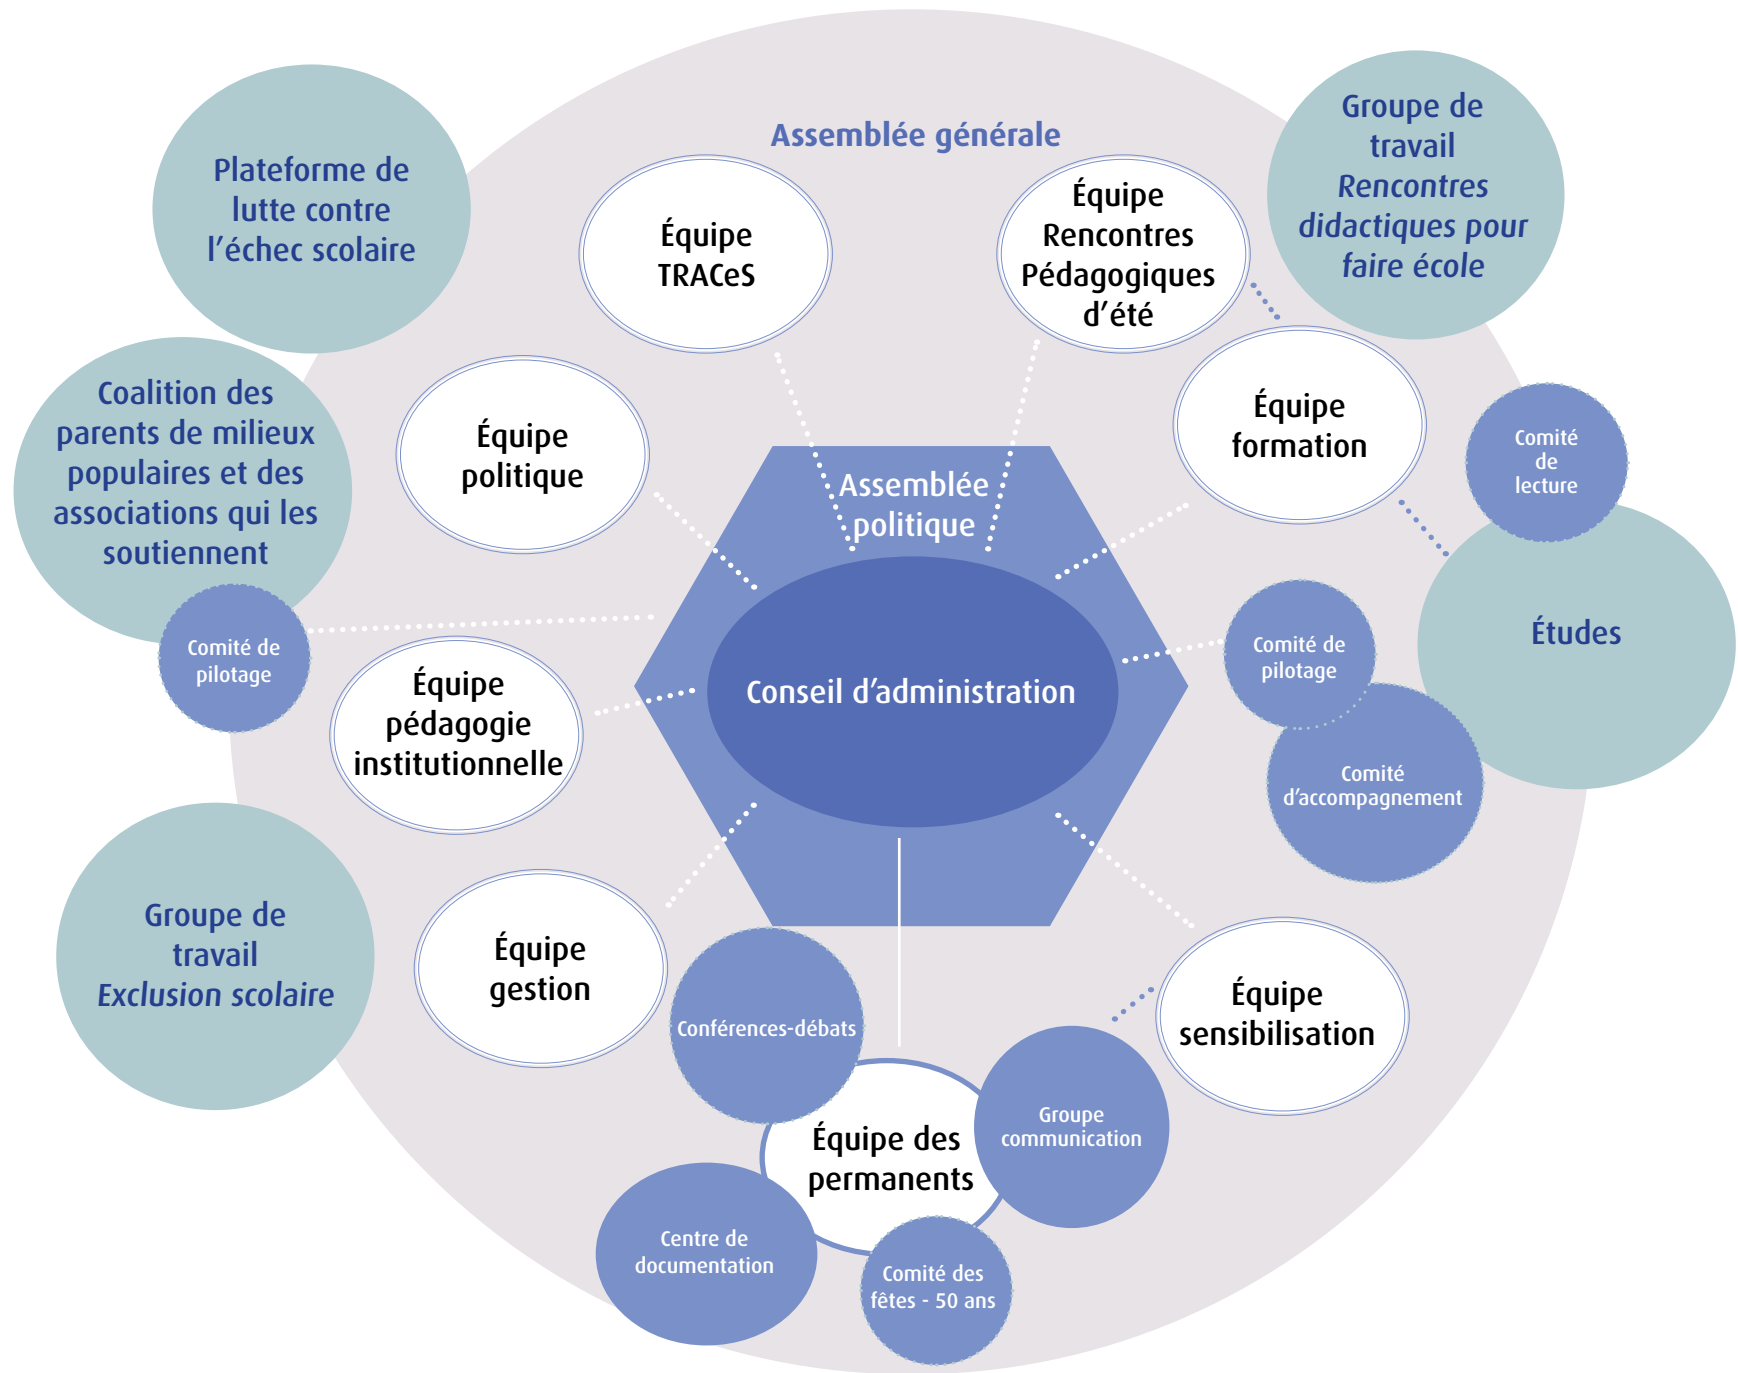 Assemblée générale
Plateforme de
lutte contre
l'échec scolaire
Équipe
TRACeS
Équipe
Rencontres
Pédagogiques
d'été
Groupe de
travail
Rencontres
didactiques pour
faire école
Coalition des
parents de milieux
populaires et des
associations qui les
soutiennent
Équipe
politique
Équipe
formation
Comité
de
lecture
Assemblée
politique
Comité de
pilotage
Équipe
pédagogie
institutionnelle
Conseil d'administration
Comité de
pilotage
Études
Comité
d'accompagnement
Groupe de
travail
Exclusion scolaire
Équipe
gestion
Conférences-débats
Équipe
sensibilisation
Équipe des
permanents
Groupe
communication
Centre de
documentation
Comité des
fêtes - 50 ans